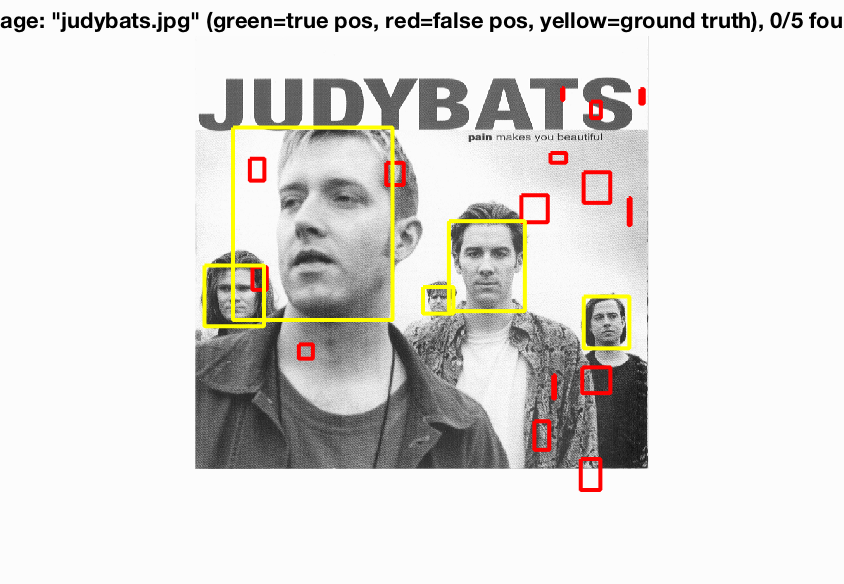 age: "judybats.jpg" (green=true pos, red=false pos, yellow=ground truth), 0/5 fou
JUDYBATS
pain makes you beautiful